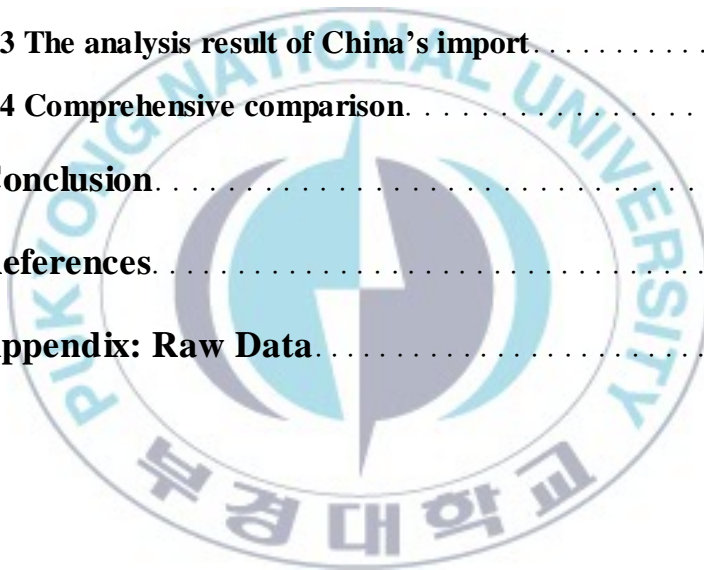 3 The analysis result of China’s import. . . . . . . . . . .
4 Comprehensive comparison. . . . . . . . . . . . . . . . .
onclusion. . . . . . . . . . . . . . . . . . . . . . . . . . . . . .
eferences. . . . . . . . . . . . . . . . . . . . . . . . . . . . . .
ppendix: Raw Data. . . . . . . . . . . . . . . . . . . . . .
PUKYONG NATIONAL UNIVERSITY
부경대학교